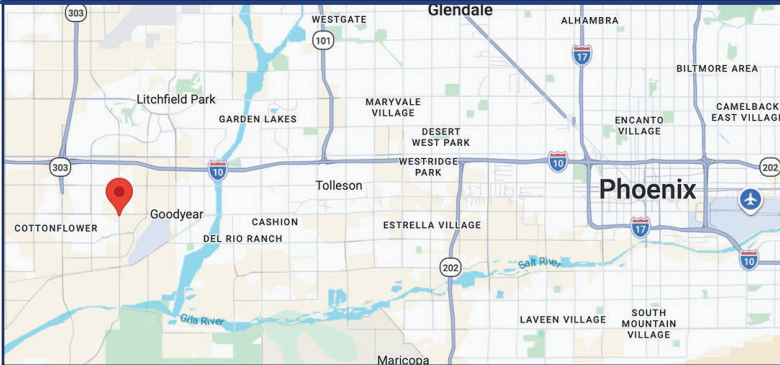 303
WESTGATE
Glendale
ALHAMBRA
101
17
BILTMORE AREA
Litchfield Park
MARYVALE
VILLAGE
CAMELBACK
EAST VILLAGE
GARDEN LAKES
ENCANTO
VILLAGE
DESERT
WEST PARK
303
10
WESTRIDGE
PARK
10
202
Tolleson
Phoenix
Goodyear
COTTONFLOWER
CASHION
ESTRELLA VILLAGE
17
DEL RIO RANCH
202
Salt River
10
Gila River
LAVEEN VILLAGE
SOUTH
MOUNTAIN
VILLAGE
Maricopa